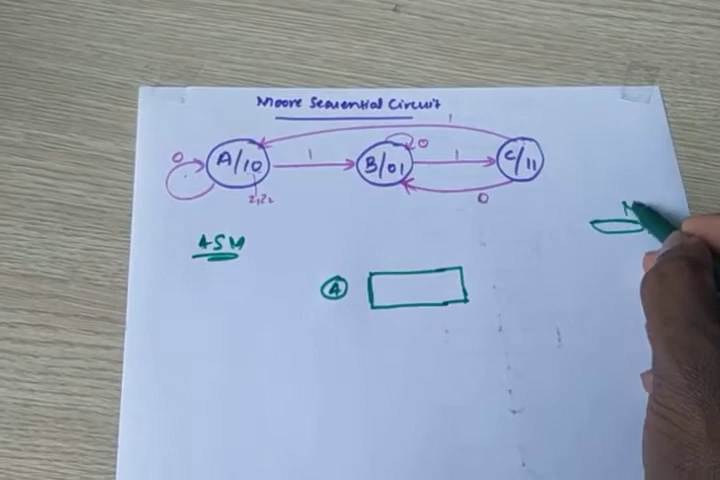 Moore Sequential Circuit
1
0 A/10 1 B/01 0 1 C/11
z1z2 0
ASM
A